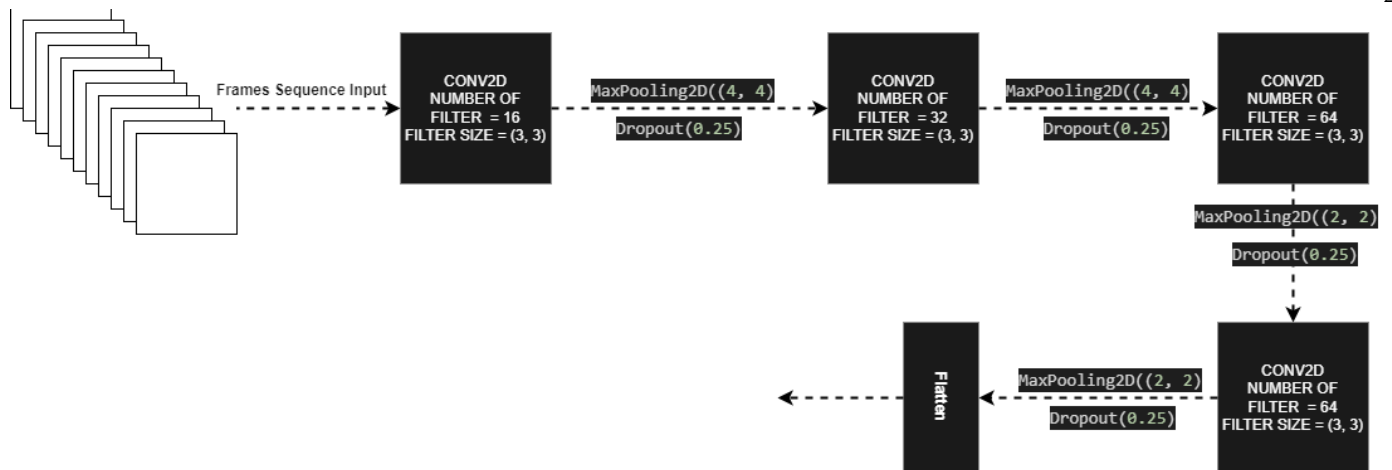 Frames Sequence Input
CONV2D
NUMBER OF
FILTER = 16
FILTER SIZE = (3, 3)
MaxPooling2D((4, 4)
Dropout(0.25)
CONV2D
NUMBER OF
FILTER = 32
FILTER SIZE = (3, 3)
MaxPooling2D((4, 4)
Dropout(0.25)
CONV2D
NUMBER OF
FILTER = 64
FILTER SIZE = (3, 3)
MaxPooling2D((2, 2)
Dropout(0.25)
CONV2D
NUMBER OF
FILTER = 64
FILTER SIZE = (3, 3)
MaxPooling2D((2, 2)
Dropout(0.25)
Flatten